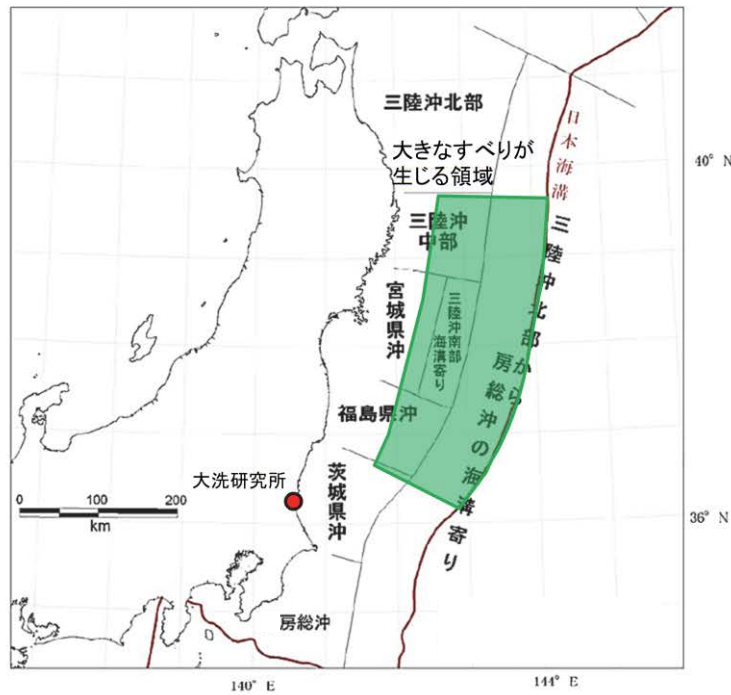 三陸沖北部
日本海溝
大きなすべりが
生じる領域
40° N
三陸沖
中部
三陸沖北部から
房総沖の海溝寄り
宮城県沖
三陸沖南部
海溝寄り
福島県沖
大洗研究所
茨城県沖
0 100 200
km
36° N
房総沖
140° E
144° E